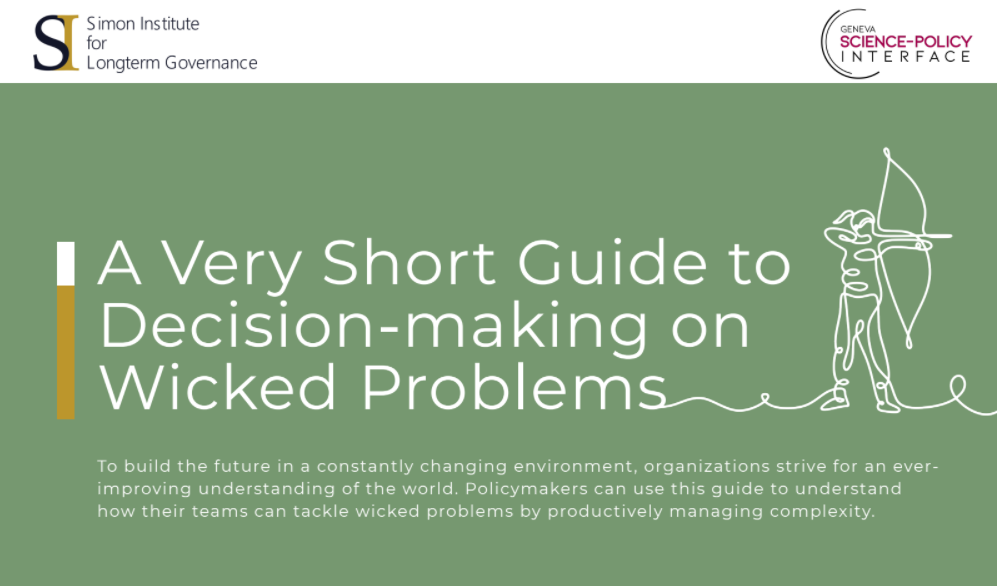 Simon Institute
for
Longterm Governance
GENEVA
SCIENCE-POLICY
INTERFACE
A Very Short Guide to
Decision-making on
Wicked Problems
To build the future in a constantly changing environment, organizations strive for an ever-
improving understanding of the world. Policymakers can use this guide to understand
how their teams can tackle wicked problems by productively managing complexity.